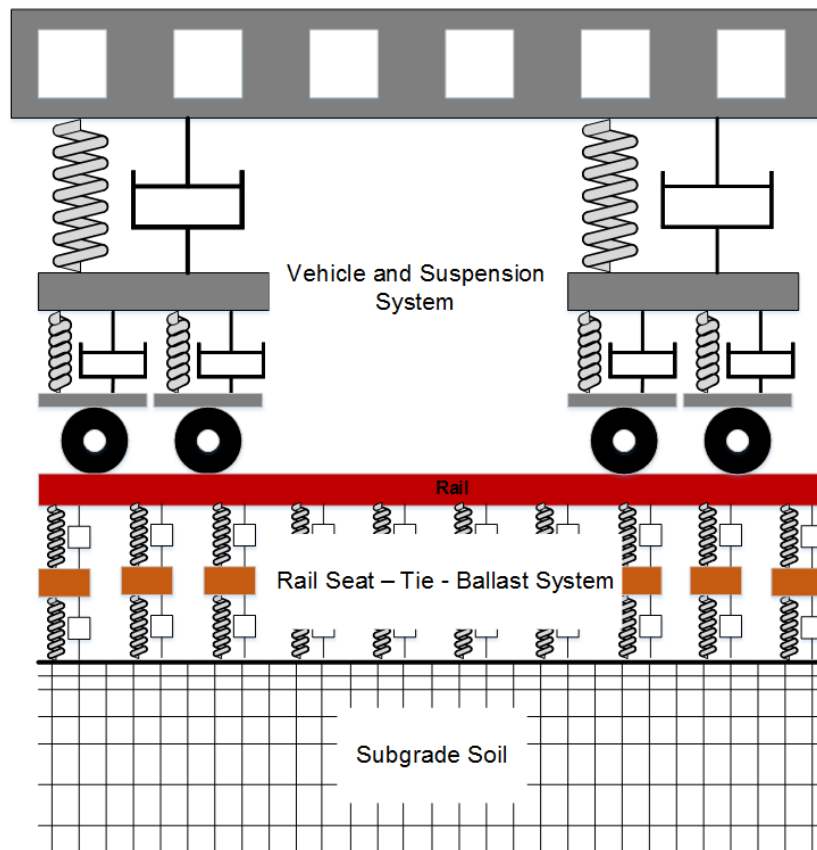 Vehicle and Suspension
System
Rail
Rail Seat – Tie - Ballast System
Subgrade Soil